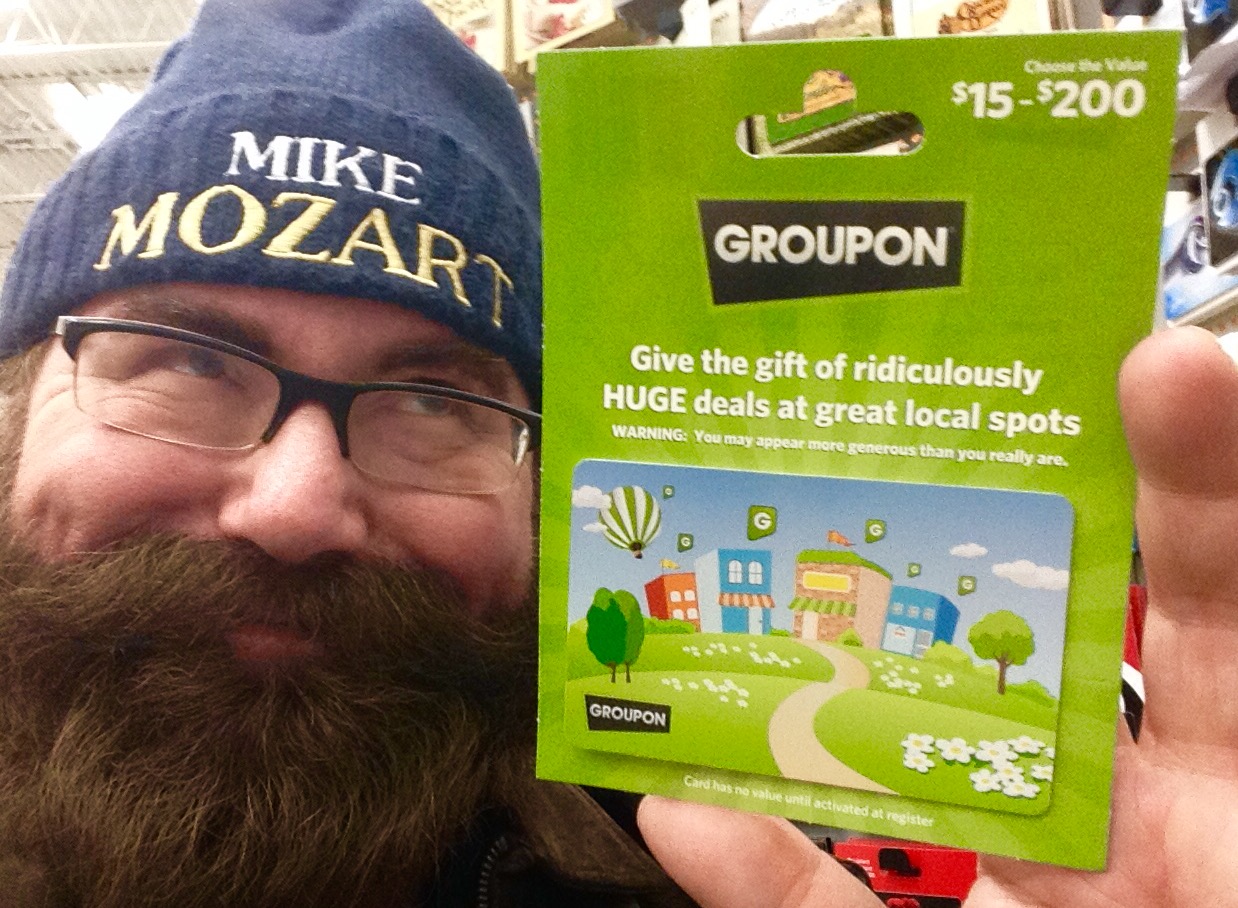 MIKE
MOZART
Choose the Value
$15-$200
GROUPON
Give the gift of ridiculously
HUGE deals at great local spots
WARNING: You may appear more generous than you really are.
G
G
G
G
G
G
GROUPON
Card has no value until activated at register